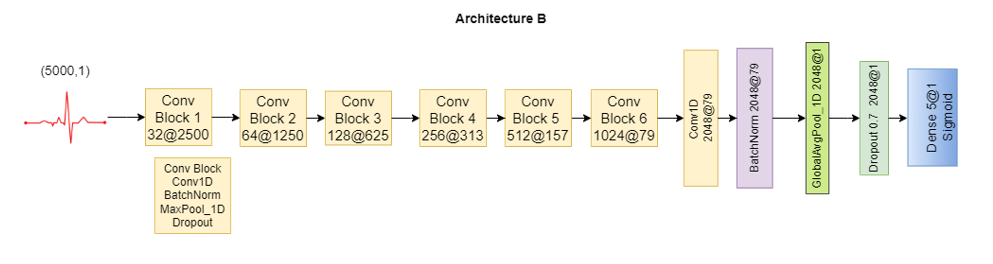 Architecture B
(5000,1)
Conv
Block 1
32@2500
Conv
Block 2
64@1250
Conv
Block 3
128@625
Conv
Block 4
256@313
Conv
Block 5
512@157
Conv
Block 6
1024@79
Conv1D
2048@79
BatchNorm 2048@79
GlobalAvgPool_1D 2048@1
Dropout 0.7 2048@1
Dense 5@1
Sigmoid
Conv Block
Conv1D
BatchNorm
MaxPool_1D
Dropout